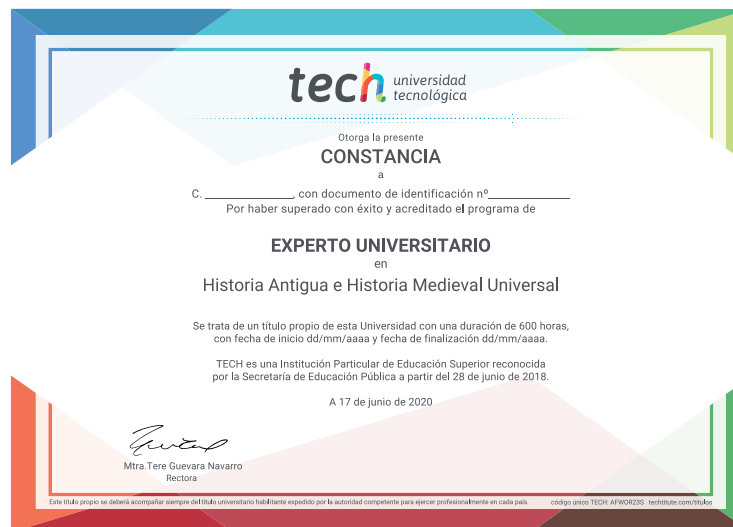 tech universidad
tecnológica
Otorga la presente
CONSTANCIA
a
C. ______________, con documento de identificación nº______________
Por haber superado con éxito y acreditado el programa de
EXPERTO UNIVERSITARIO
en
Historia Antigua e Historia Medieval Universal
Se trata de un título propio de esta Universidad con una duración de 600 horas,
con fecha de inicio dd/mm/aaaa y fecha de finalización dd/mm/aaaa.
TECH es una Institución Particular de Educación Superior reconocida
por la Secretaría de Educación Pública a partir del 28 de junio de 2018.
A 17 de junio de 2020
Mtra.Tere Guevara Navarro
Rectora
Este título propio se deberá acompañar siempre del título universitario habilitante expedido por la autoridad competente para ejercer profesionalmente en cada país. código único TECH: AFWOR23S techtitute.com/titulos